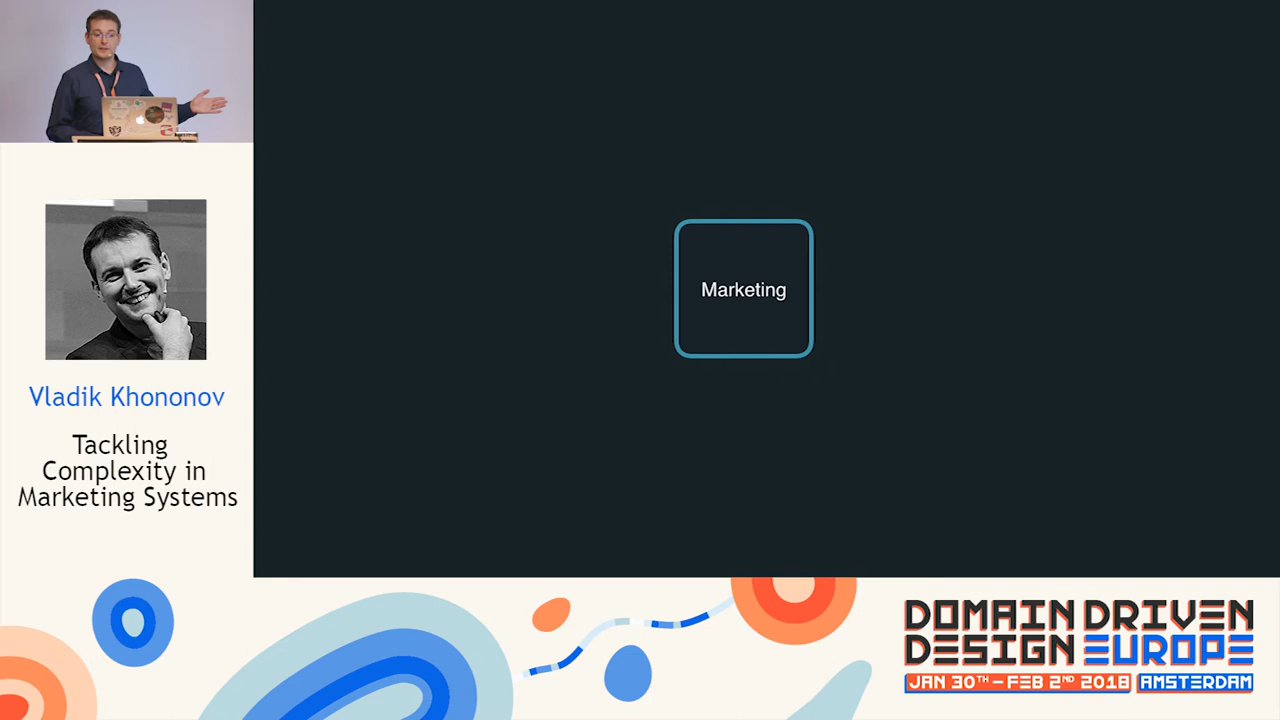 Marketing
Vladik Khononov
Tackling
Complexity in
Marketing Systems
DOMAIN DRIVEN
DESIGN EUROPE
JAN 30TH - FEB 2ND 2018 AMSTERDAM